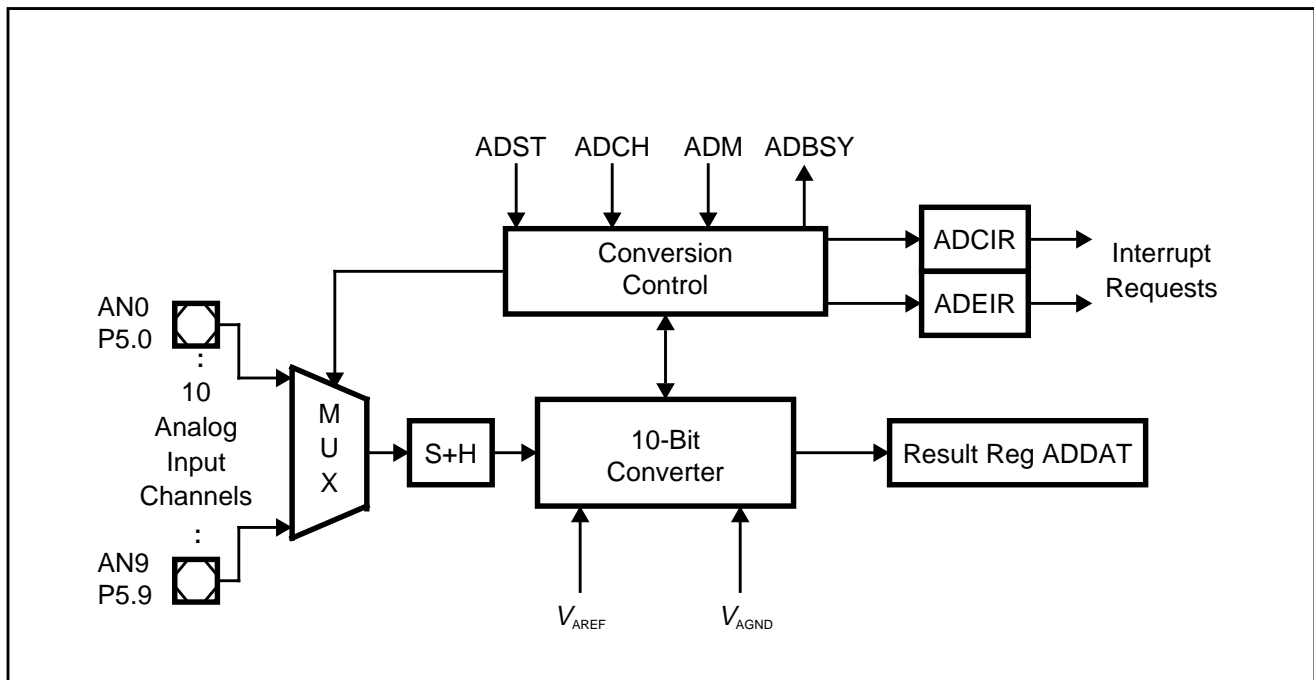 ADST ADCH ADM ADBSY
Conversion
Control
ADCIR
ADEIR
Interrupt
Requests
AN0
P5.0
:
10
Analog
Input
Channels
:
AN9
P5.9
M
U
X
S+H
10-Bit
Converter
Result Reg ADDAT
VAREF
VAGND